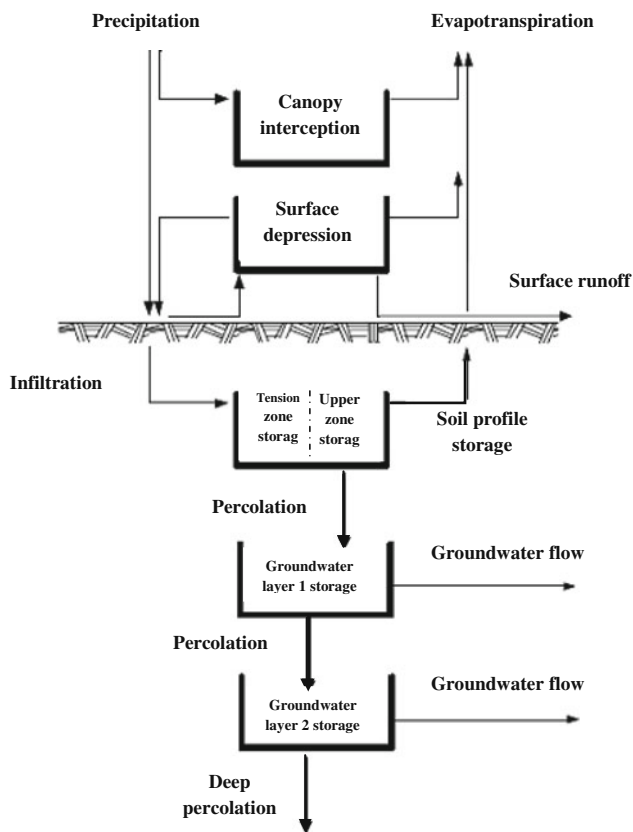 Precipitation
Evapotranspiration
Canopy
interception
Surface
depression
Surface runoff
Infiltration
Tension
zone
storag
Upper
zone
storag
Soil profile
storage
Percolation
Groundwater
layer 1 storage
Groundwater flow
Percolation
Groundwater
layer 2 storage
Groundwater flow
Deep
percolation